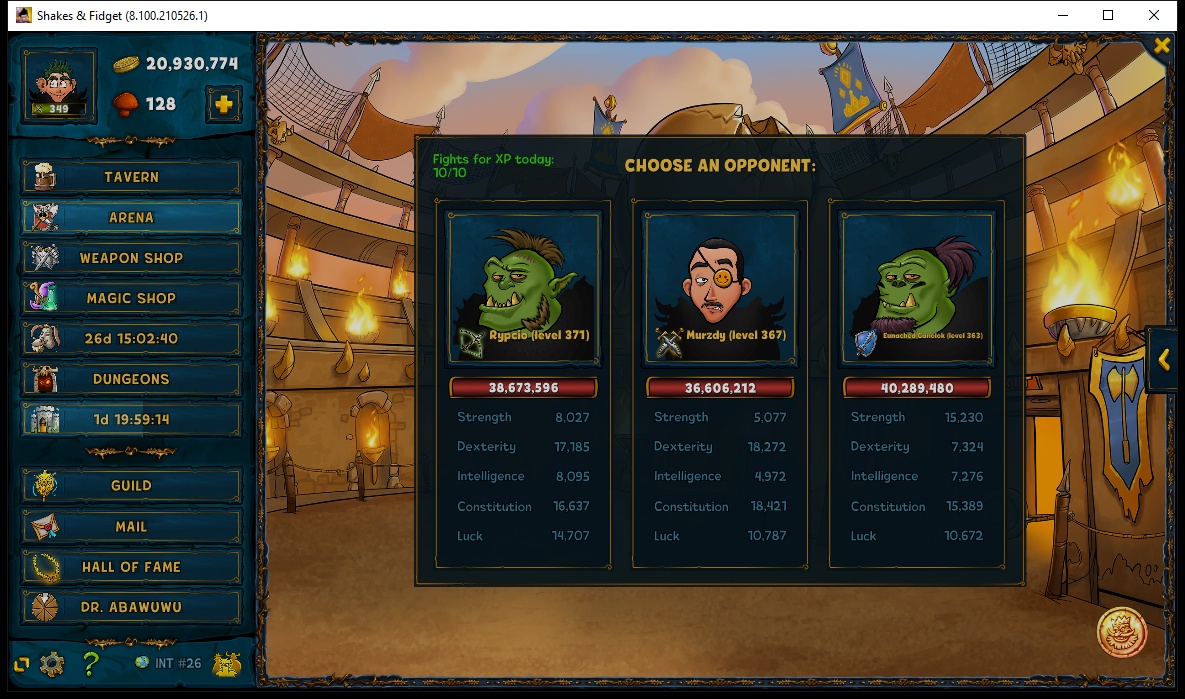 Shakes & Fidget (8.100.210526.1)
20,930,774
349
128
TAVERN
ARENA
WEAPON SHOP
MAGIC SHOP
26d 15:02:40
DUNGEONS
1d 19:59:14
GUILD
MAIL
HALL OF FAME
DR. ABAWUWU
INT #26
Fights for XP today:
10/10
CHOOSE AN OPPONENT:
Rypcio (level 371)
38,673,596
Strength 8,027
Dexterity 17,185
Intelligence 8,095
Constitution 16,637
Luck 14,707
Murzdy (level 367)
36,606,212
Strength 5,077
Dexterity 18,272
Intelligence 4,972
Constitution 18,421
Luck 10,787
(level 363)
40,289,480
Strength 15,230
Dexterity 7,324
Intelligence 7,276
Constitution 15,389
Luck 10,672